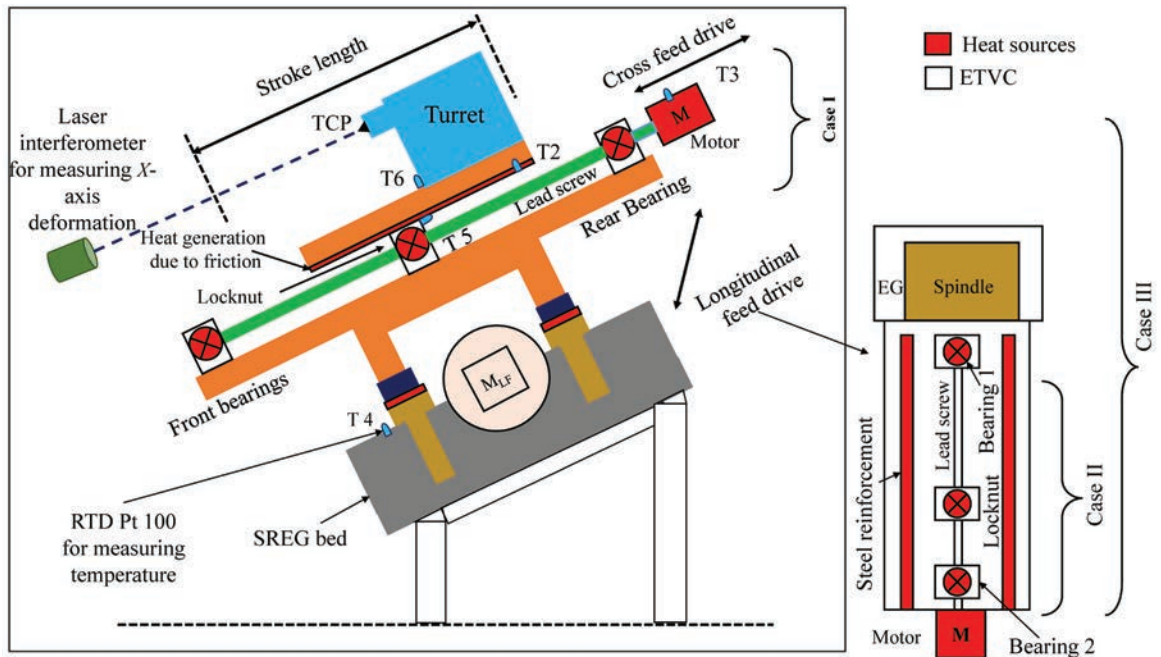 Stroke length
Cross feed drive
T3
M
Motor
Case I
Heat sources
ETVC
Laser
interferometer
for measuring X-
axis
deformation
TCP
Turret
T2
T6
Lead screw
Rear Bearing
T 5
Heat generation
due to friction
Locknut
Front bearings
M_LF
T 4
RTD Pt 100
for measuring
temperature
SREG bed
Longitudinal
feed drive
EG
Spindle
Steel reinforcement
Lead screw
Bearing 1
Locknut
Case II
Case III
Motor
M
Bearing 2